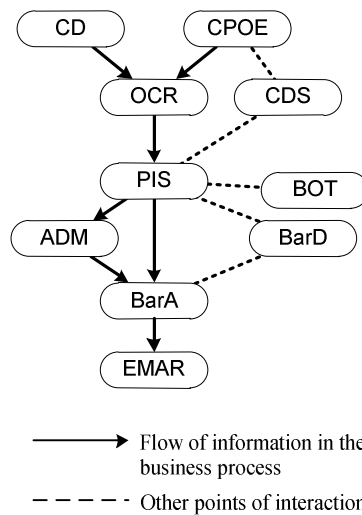 CD
CPOE
OCR
CDS
PIS
BOT
ADM
BarD
BarA
EMAR
Flow of information in the
business process
Other points of interaction